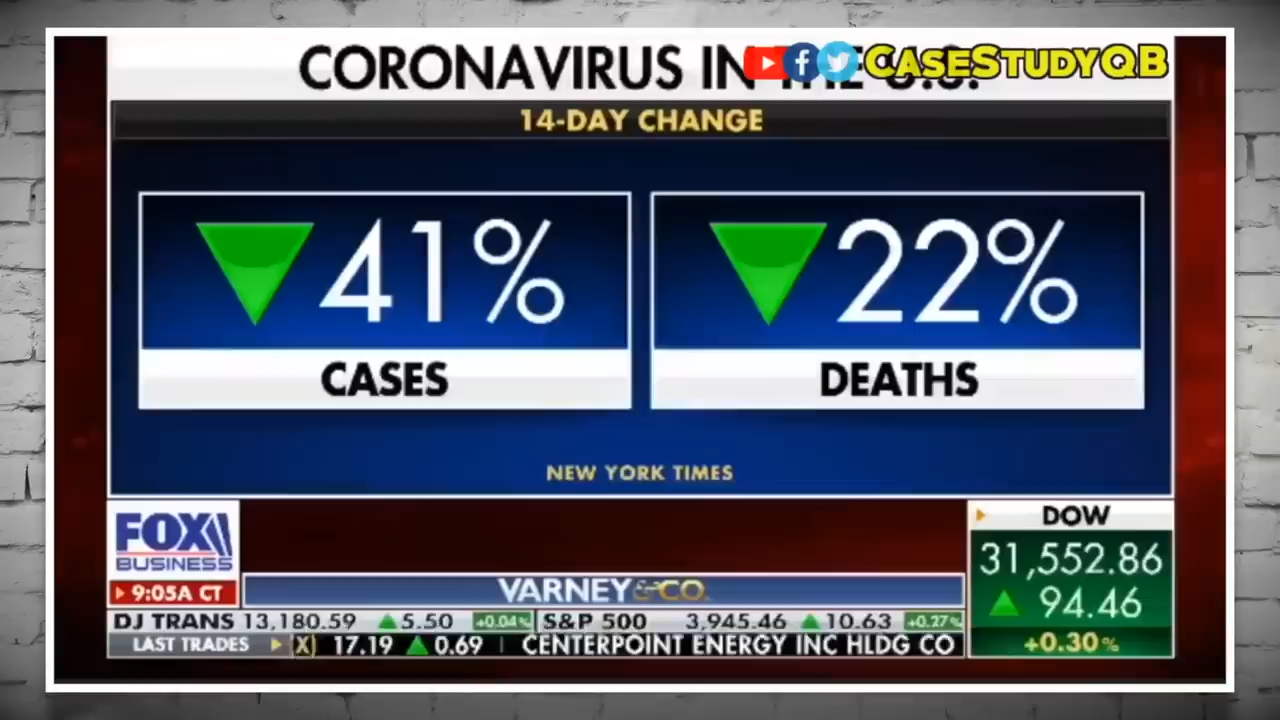 CORONAVIRUS IN THE U.S.
CASESTUDYQB
14-DAY CHANGE
41%
22%
CASES
DEATHS
NEW YORK TIMES
FOX
BUSINESS
9:05A CT
VARNEY & CO.
DOW
31,552.86
94.46
+0.30%
DJ TRANS 13,180.59 5.50 +0.04% S&P 500 3,945.46 10.63 +0.27%
LAST TRADES (X) 17.19 0.69 CENTERPOINT ENERGY INC HLDG CO